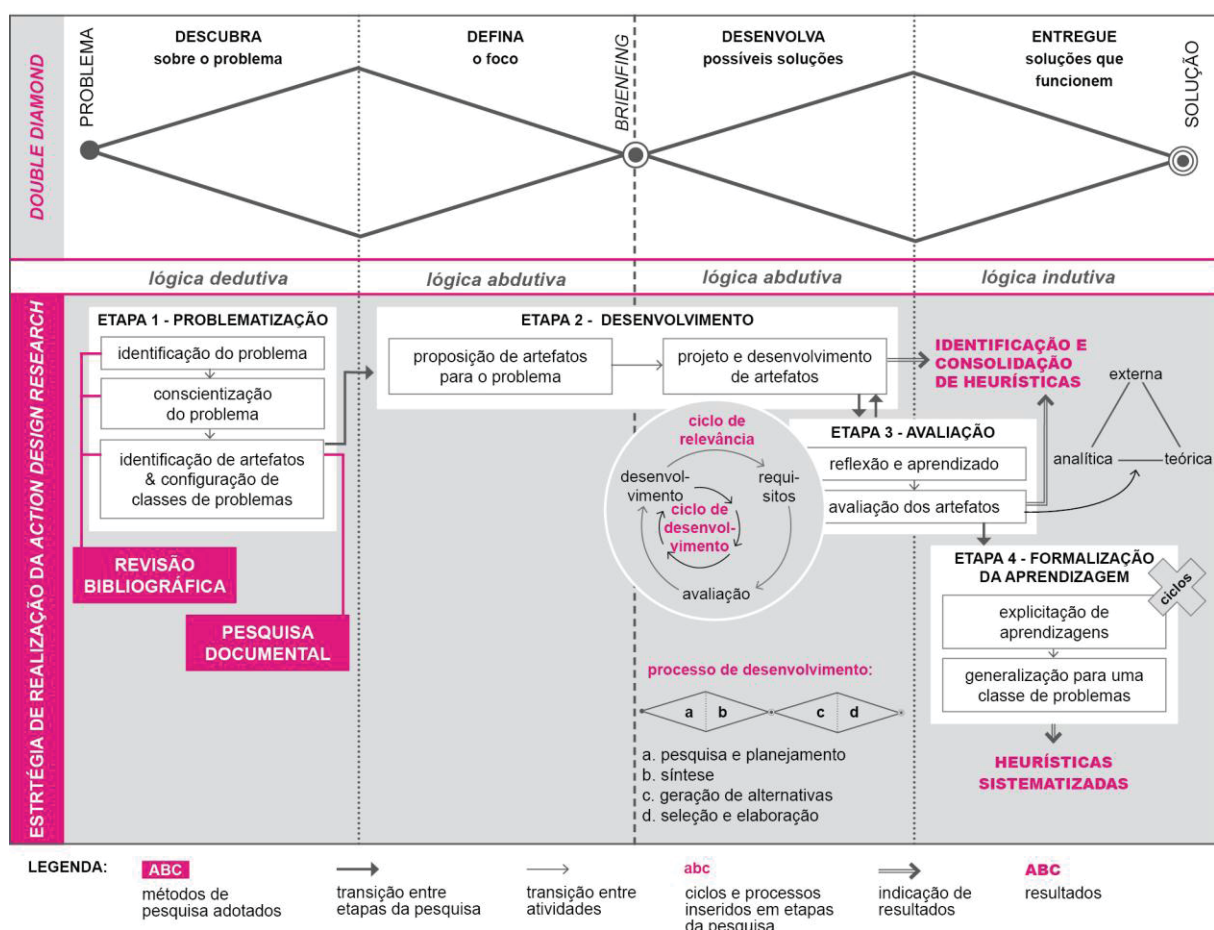 DOUBLE DIAMOND
PROBLEMA
DESCUBRA
sobre o problema
DEFINA
o foco
BRIENFING
DESENVOLVA
possíveis soluções
ENTREGUE
soluções que
funcionem
SOLUÇÃO
lógica dedutiva
lógica abdutiva
lógica abdutiva
lógica indutiva
ESTRTÉGIA DE REALIZAÇÃO DA ACTION DESIGN RESEARCH
ETAPA 1 - PROBLEMATIZAÇÃO
identificação do problema
conscientização
do problema
identificação de artefatos
& configuração de
classes de problemas
REVISÃO
BIBLIOGRÁFICA
PESQUISA
DOCUMENTAL
ETAPA 2 - DESENVOLVIMENTO
proposição de artefatos
para o problema
projeto e desenvolvimento
de artefatos
IDENTIFICAÇÃO E
CONSOLIDAÇÃO
DE HEURÍSTICAS
externa
analítica
teórica
ETAPA 3 - AVALIAÇÃO
reflexão e aprendizado
avaliação dos artefatos
ciclo de
relevância
desenvol-
vimento
requi-
sitos
ciclo de
desenvol-
vimento
avaliação
ETAPA 4 - FORMALIZAÇÃO
DA APRENDIZAGEM
ciclos
explicitação de
aprendizagens
generalização para uma
classe de problemas
HEURÍSTICAS
SISTEMATIZADAS
processo de desenvolvimento:
a b c d
a. pesquisa e planejamento
b. síntese
c. geração de alternativas
d. seleção e elaboração
LEGENDA:
ABC
métodos de
pesquisa adotados
transição entre
etapas da pesquisa
transição entre
atividades
abc
ciclos e processos
inseridos em etapas
da pesquisa
indicação de
resultados
ABC
resultados